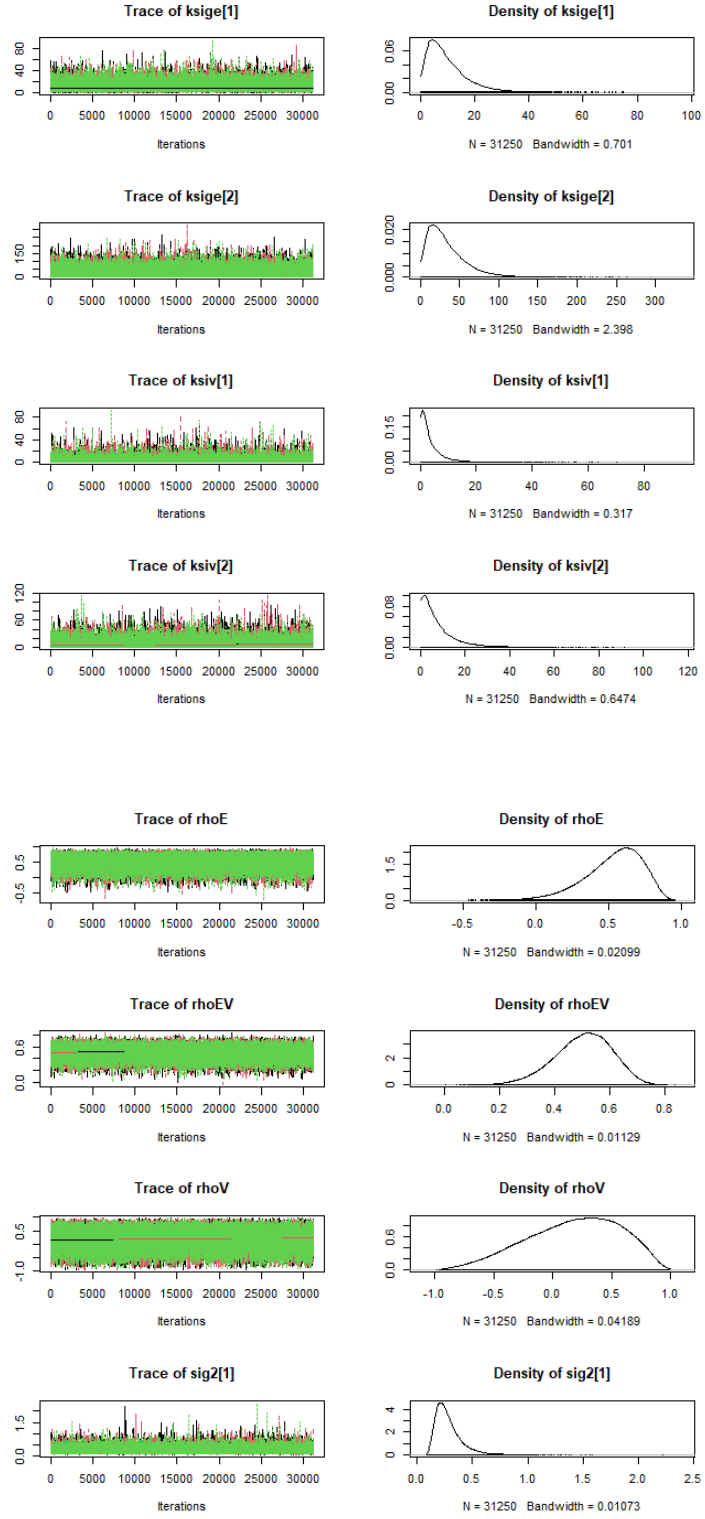 Trace of ksige[1]
Density of ksige[1]
0 40 80
0 5000 10000 15000 20000 25000 30000
Iterations
0.00 0.06
0 20 40 60 80 100
N = 31250 Bandwidth = 0.701
Trace of ksige[2]
Density of ksige[2]
0 150
0 5000 10000 15000 20000 25000 30000
Iterations
0.000 0.020
0 50 100 150 200 250 300
N = 31250 Bandwidth = 2.398
Trace of ksiv[1]
Density of ksiv[1]
0 40 80
0 5000 10000 15000 20000 25000 30000
Iterations
0.00 0.15
0 20 40 60 80
N = 31250 Bandwidth = 0.317
Trace of ksiv[2]
Density of ksiv[2]
0 60 120
0 5000 10000 15000 20000 25000 30000
Iterations
0.00 0.08
0 20 40 60 80 100 120
N = 31250 Bandwidth = 0.6474
Trace of rhoE
Density of rhoE
-0.5 0.5
0 5000 10000 15000 20000 25000 30000
Iterations
0.0 1.5
-0.5 0.0 0.5 1.0
N = 31250 Bandwidth = 0.02099
Trace of rhoEV
Density of rhoEV
0.0 0.6
0 5000 10000 15000 20000 25000 30000
Iterations
0 2
0.0 0.2 0.4 0.6 0.8
N = 31250 Bandwidth = 0.01129
Trace of rhoV
Density of rhoV
-1.0 0.5
0 5000 10000 15000 20000 25000 30000
Iterations
0.0 0.6
-1.0 -0.5 0.0 0.5 1.0
N = 31250 Bandwidth = 0.04189
Trace of sig2[1]
Density of sig2[1]
0.0 1.5
0 5000 10000 15000 20000 25000 30000
Iterations
0 2 4
0.0 0.5 1.0 1.5 2.0 2.5
N = 31250 Bandwidth = 0.01073